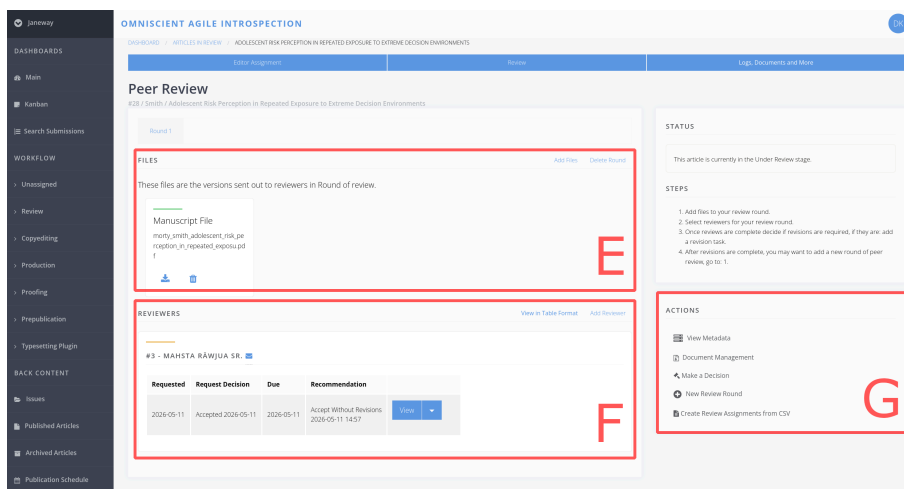 Janeway
OMNISCIENT AGILE INTROSPECTION
DK
DASHBOARDS
Main
Kanban
Search Submissions
WORKFLOW
Unassigned
Review
Copyediting
Production
Proofing
Prepublication
Typesetting Plugin
BACK CONTENT
Issues
Published Articles
Archived Articles
Publication Schedule
DASHBOARD / ARTICLES IN REVIEW / ADOLESCENT RISK PERCEPTION IN REPEATED EXPOSURE TO EXTREME DECISION ENVIRONMENTS
Editor Assignment
Review
Logs, Documents and More
Peer Review
#28 / Smith / Adolescent Risk Perception in Repeated Exposure to Extreme Decision Environments
Round 1
FILES
Add Files
Delete Round
These files are the versions sent out to reviewers in Round of review.
Manuscript File
morty_smith_adolescent_risk_pe
rception_in_repeated_exposu.pd
f
E
REVIEWERS
View in Table Format
Add Reviewer
#3 - MAHSTA RÄWJUA SR.
Requested Request Decision Due Recommendation
2026-05-11 Accepted 2026-05-11 2026-05-11 Accept Without Revisions
2026-05-11 14:57
View
F
STATUS
This article is currently in the Under Review stage.
STEPS
1. Add files to your review round.
2. Select reviewers for your review round.
3. Once reviews are complete decide if revisions are required, if they are: add
a revision task.
4. After revisions are complete, you may want to add a new round of peer
review, go to: 1.
ACTIONS
View Metadata
Document Management
Make a Decision
New Review Round
Create Review Assignments from CSV
G